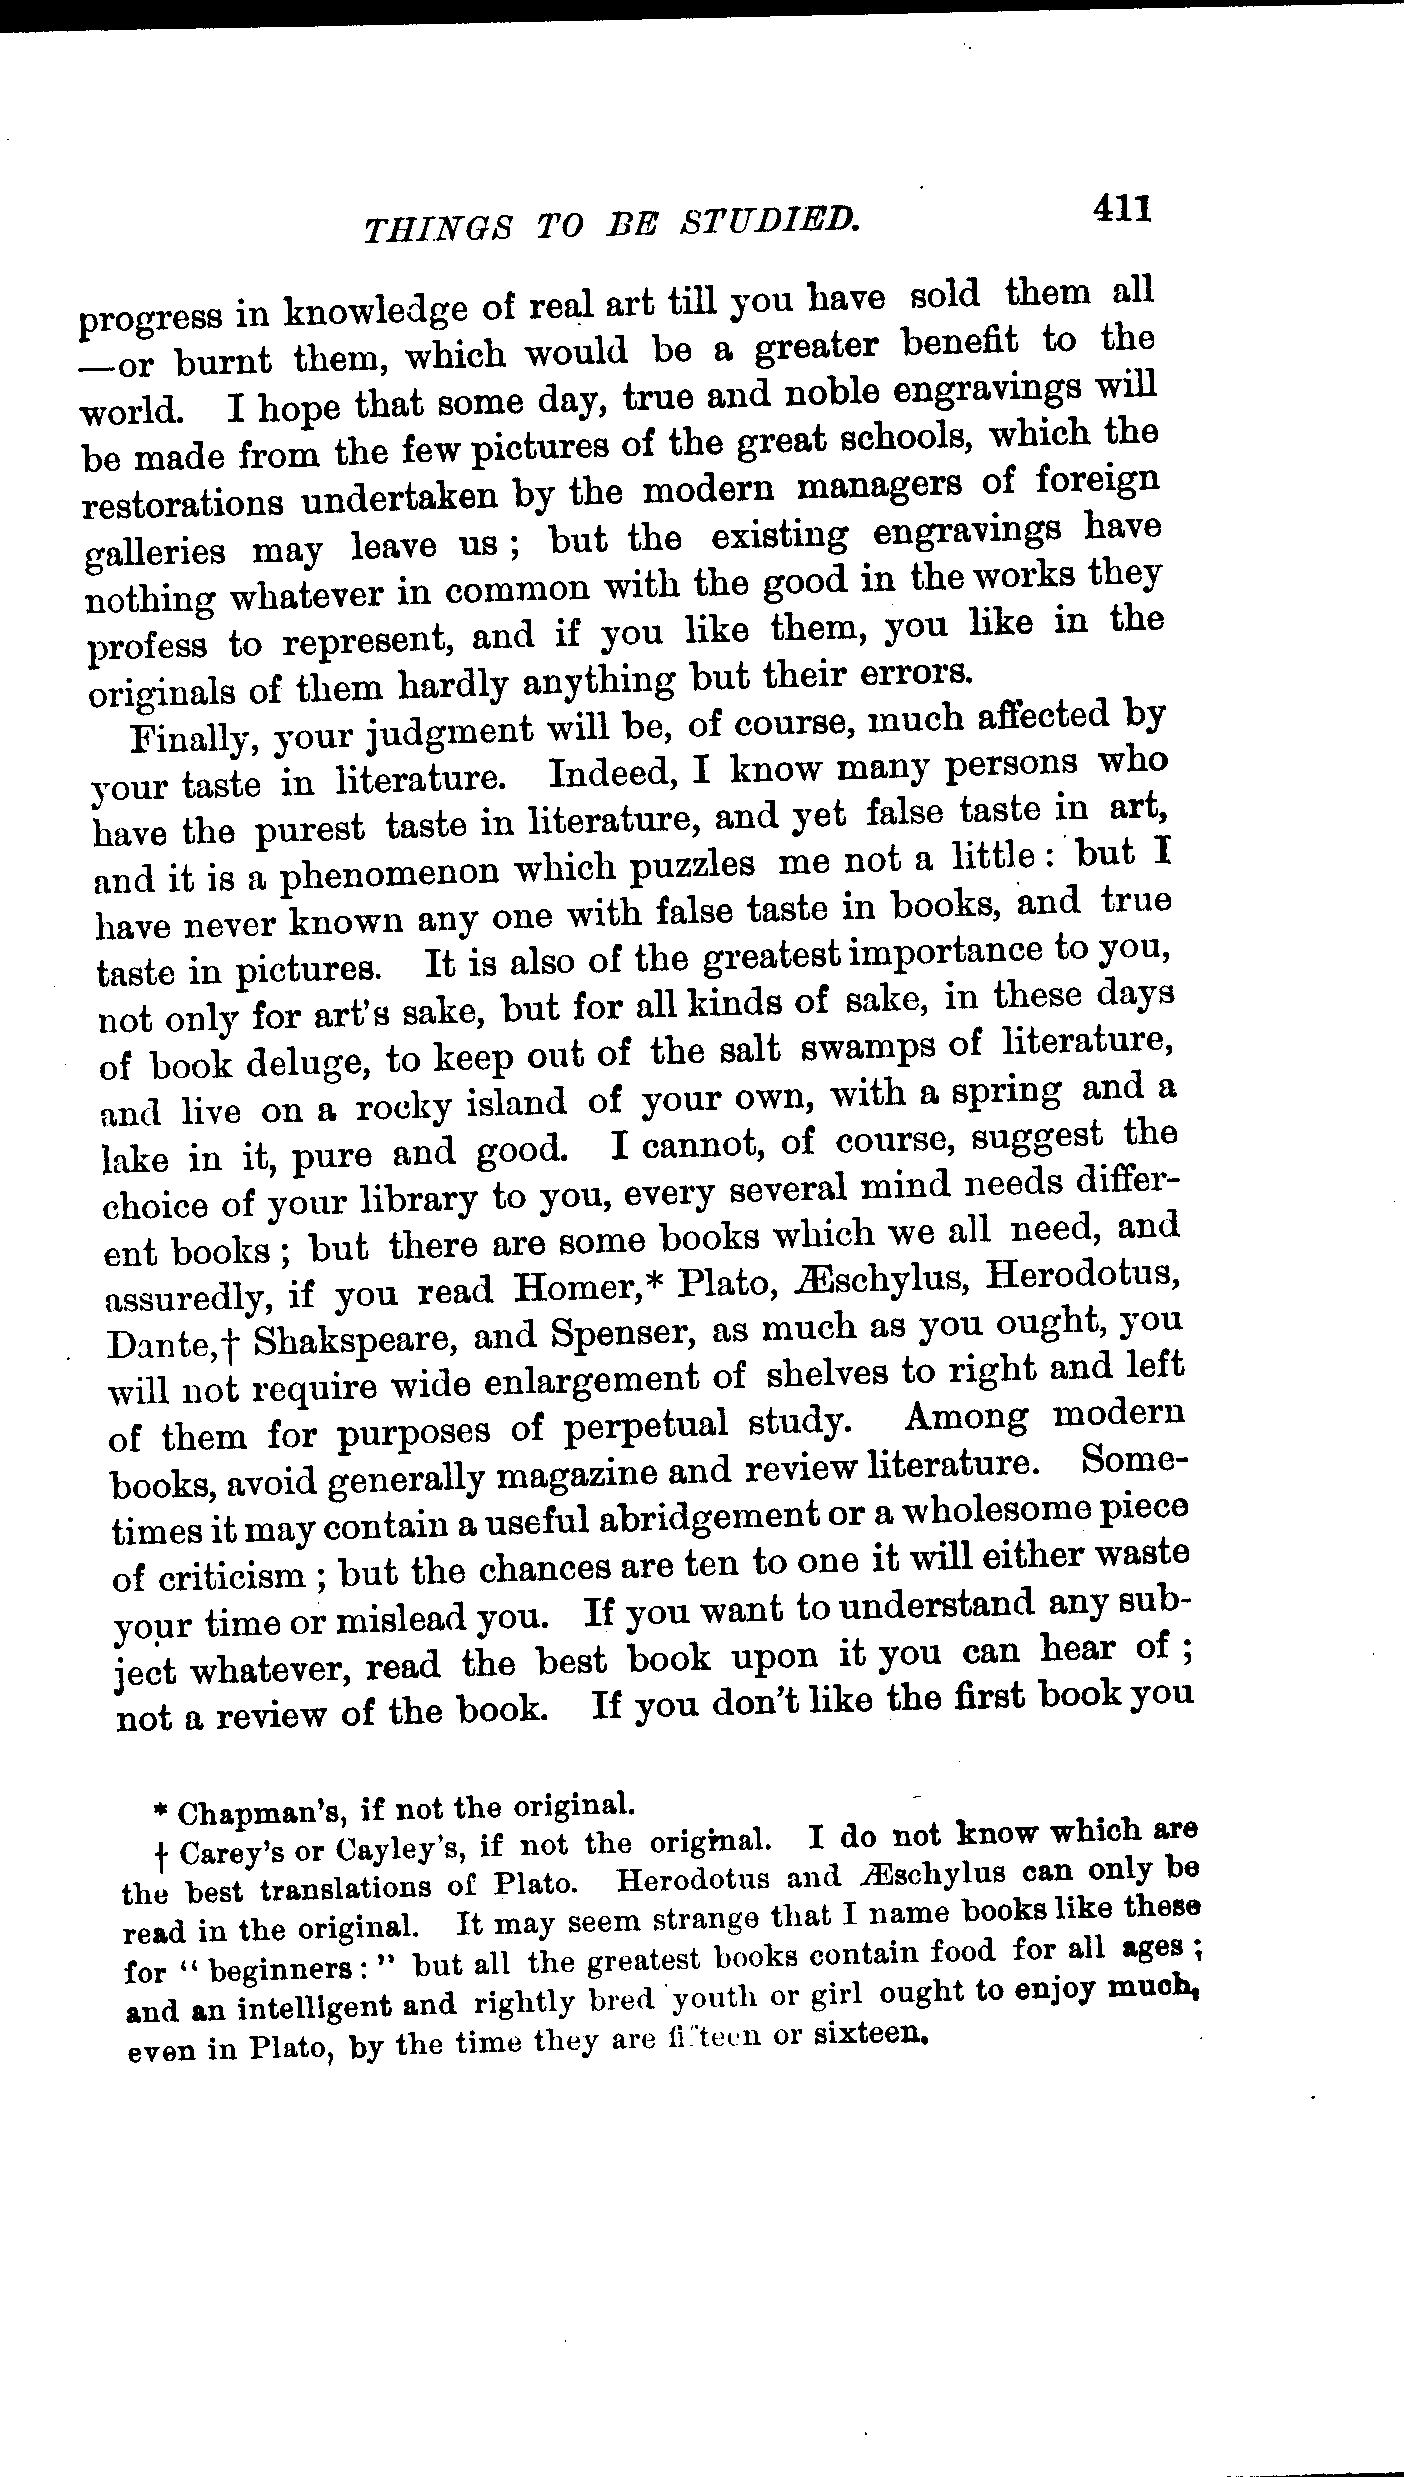 THINGS TO BE STUDIED. 411
progress in knowledge of real art till you have sold them all
—or burnt them, which would be a greater benefit to the
world. I hope that some day, true and noble engravings will
be made from the few pictures of the great schools, which the
restorations undertaken by the modern managers of foreign
galleries may leave us; but the existing engravings have
nothing whatever in common with the good in the works they
profess to represent, and if you like them, you like in the
originals of them hardly anything but their errors.
Finally, your judgment will be, of course, much affected by
your taste in literature. Indeed, I know many persons who
have the purest taste in literature, and yet false taste in art,
and it is a phenomenon which puzzles me not a little: but I
have never known any one with false taste in books, and true
taste in pictures. It is also of the greatest importance to you,
not only for art's sake, but for all kinds of sake, in these days
of book deluge, to keep out of the salt swamps of literature,
and live on a rocky island of your own, with a spring and a
lake in it, pure and good. I cannot, of course, suggest the
choice of your library to you, every several mind needs differ-
ent books; but there are some books which we all need, and
assuredly, if you read Homer,* Plato, Æschylus, Herodotus,
Dante,† Shakspeare, and Spenser, as much as you ought, you
will not require wide enlargement of shelves to right and left
of them for purposes of perpetual study. Among modern
books, avoid generally magazine and review literature. Some-
times it may contain a useful abridgement or a wholesome piece
of criticism; but the chances are ten to one it will either waste
your time or mislead you. If you want to understand any sub-
ject whatever, read the best book upon it you can hear of;
not a review of the book. If you don't like the first book you
* Chapman's, if not the original.
† Carey's or Cayley's, if not the original. I do not know which are
the best translations of Plato. Herodotus and Æschylus can only be
read in the original. It may seem strange that I name books like these
for "beginners:" but all the greatest books contain food for all ages;
and an intelligent and rightly bred youth or girl ought to enjoy much,
even in Plato, by the time they are fifteen or sixteen.